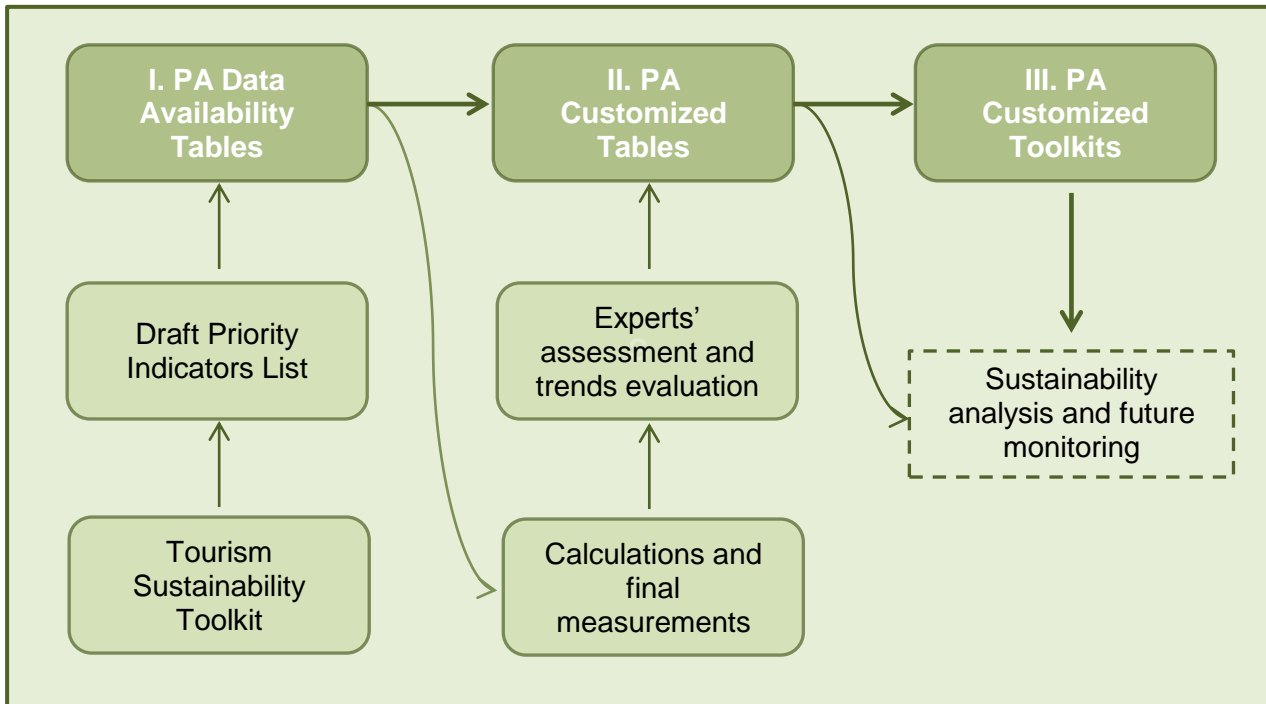 I. PA Data
Availability
Tables
II. PA
Customized
Tables
III. PA
Customized
Toolkits
Draft Priority
Indicators List
Experts’
assessment and
trends evaluation
Sustainability
analysis and future
monitoring
Tourism
Sustainability
Toolkit
Calculations and
final
measurements